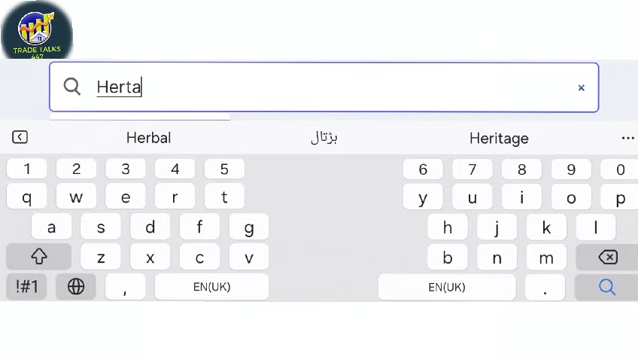 TRADE TALKS
447
Herta
×
Herbal ہڑتال Heritage ...
1 2 3 4 5 6 7 8 9 0
q w e r t y u i o p
a s d f g h j k l
z x c v b n m
!#1 , EN(UK) EN(UK) .